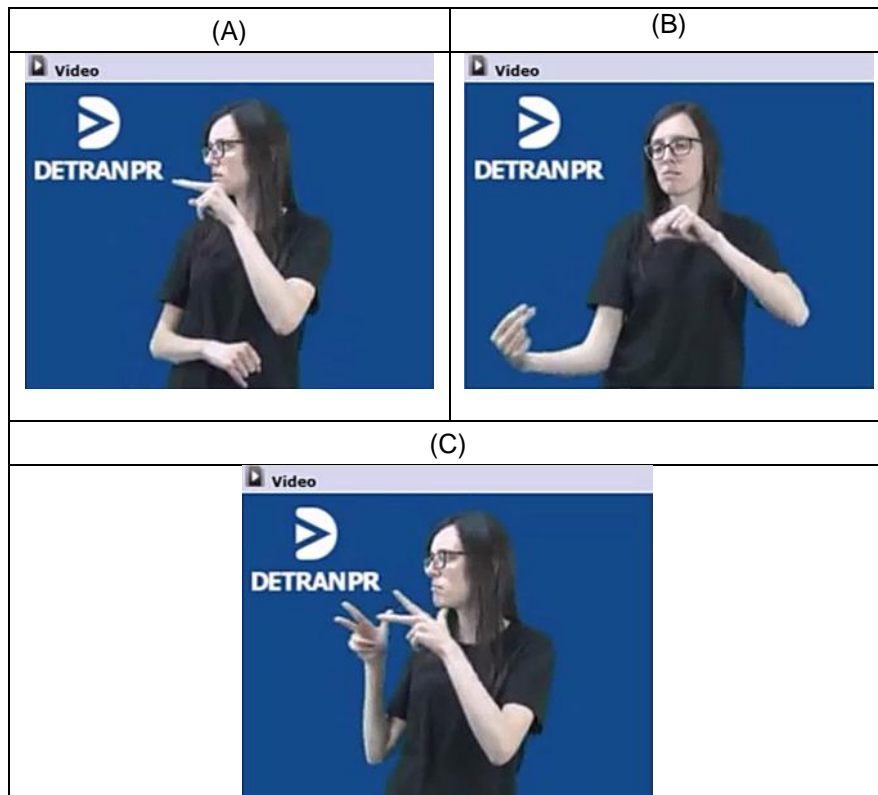 (A)
(B)
Video
DETRANPR
Video
DETRANPR
(C)
Video
DETRANPR